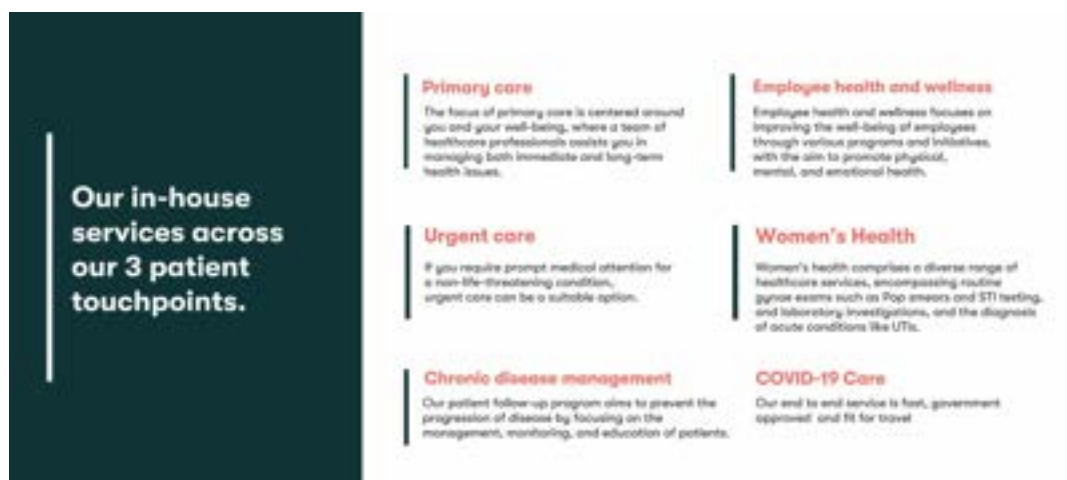 Our in-house
services across
our 3 patient
touchpoints.
Primary care
The focus of primary care is centered around
you and your well-being, where a team of
healthcare professionals assists you in
managing both immediate and long-term
health issues.
Employee health and wellness
Employee health and wellness focuses on
improving the well-being of employees
through various programs and initiatives,
with the aim to promote physical,
mental, and emotional health.
Urgent care
If you require prompt medical attention for
a non-life-threatening condition,
urgent care can be a suitable option.
Women's Health
Women's health comprises a diverse range of
healthcare services, encompassing routine
gynae exams such as Pap smears and STI testing,
and laboratory investigations, and the diagnosis
of acute conditions like UTIs.
Chronic disease management
Our patient follow-up program aims to prevent the
progression of disease by focusing on the
management, monitoring, and education of patients.
COVID-19 Care
Our end to end service is fast, government
approved and fit for travel